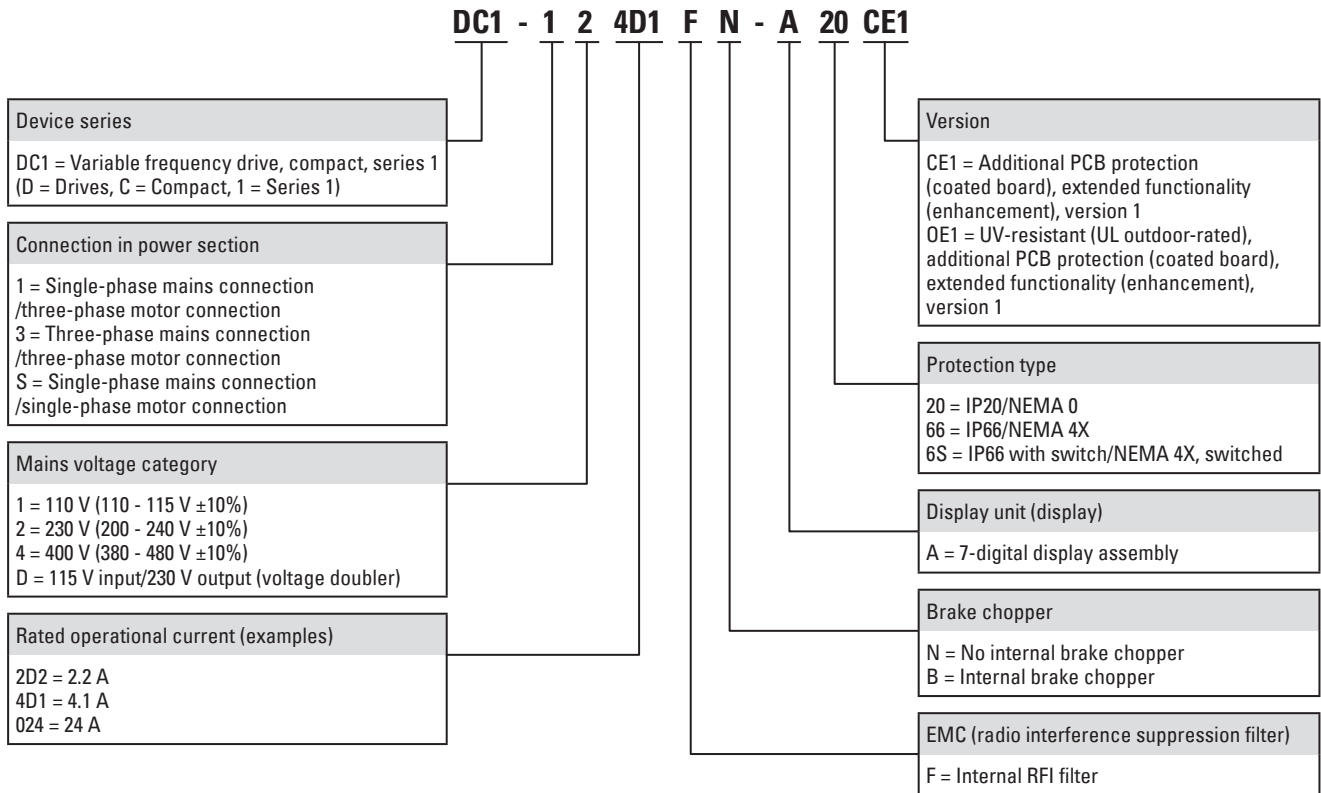 DC1 - 1 2 4D1 F N - A 20 CE1
Device series
DC1 = Variable frequency drive, compact, series 1
(D = Drives, C = Compact, 1 = Series 1)
Connection in power section
1 = Single-phase mains connection
/three-phase motor connection
3 = Three-phase mains connection
/three-phase motor connection
S = Single-phase mains connection
/single-phase motor connection
Mains voltage category
1 = 110 V (110 - 115 V ±10%)
2 = 230 V (200 - 240 V ±10%)
4 = 400 V (380 - 480 V ±10%)
D = 115 V input/230 V output (voltage doubler)
Rated operational current (examples)
2D2 = 2.2 A
4D1 = 4.1 A
024 = 24 A
Version
CE1 = Additional PCB protection
(coated board), extended functionality
(enhancement), version 1
OE1 = UV-resistant (UL outdoor-rated),
additional PCB protection (coated board),
extended functionality (enhancement),
version 1
Protection type
20 = IP20/NEMA 0
66 = IP66/NEMA 4X
6S = IP66 with switch/NEMA 4X, switched
Display unit (display)
A = 7-digital display assembly
Brake chopper
N = No internal brake chopper
B = Internal brake chopper
EMC (radio interference suppression filter)
F = Internal RFI filter